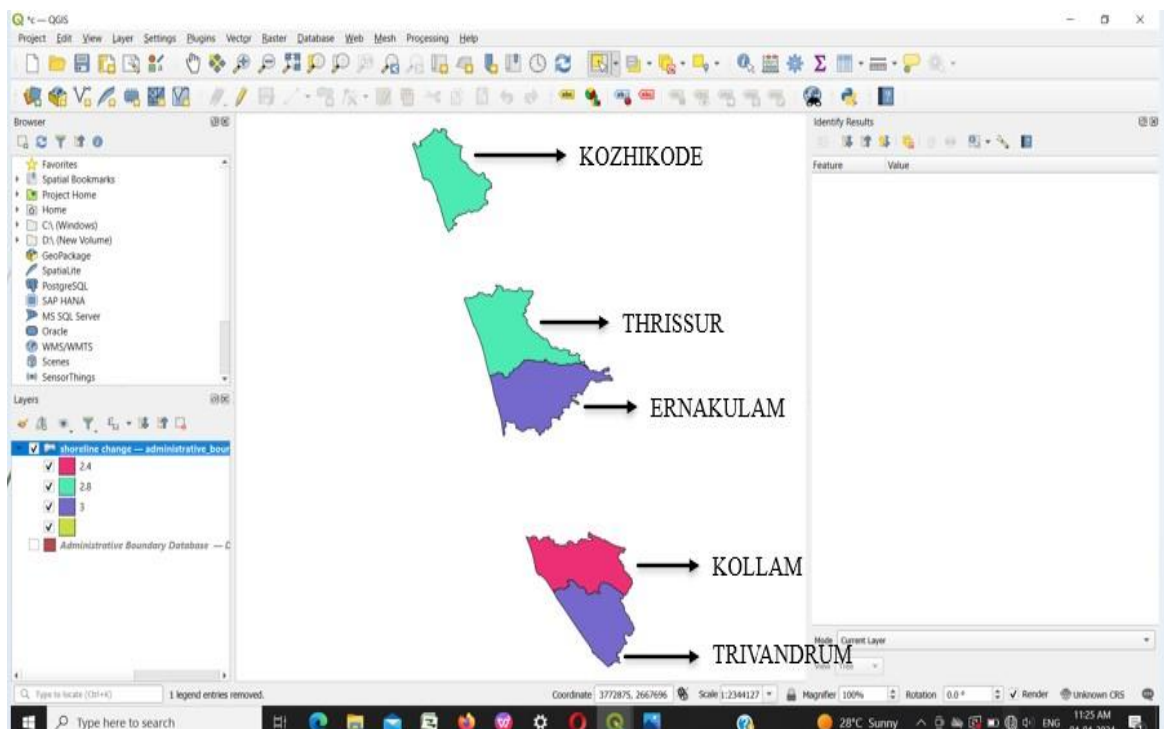 *c — QGIS
Project Edit View Layer Settings Plugins Vector Raster Database Web Mesh Processing Help
Browser
Favorites
Spatial Bookmarks
Project Home
Home
C:\ (Windows)
D:\ (New Volume)
GeoPackage
SpatiaLite
PostgreSQL
SAP HANA
MS SQL Server
Oracle
WMS/WMTS
Scenes
SensorThings
Layers
shoreline change — administrative_bour
2.4
2.8
3
Administrative Boundary Database — D
KOZHIKODE
THRISSUR
ERNAKULAM
KOLLAM
TRIVANDRUM
Identify Results
Feature Value
Mode Current Layer
View Tree
Type to locate (Ctrl+K) 1 legend entries removed. Coordinate 3772875, 2667696 Scale 1:2344127 Magnifier 100% Rotation 0.0 ° Render Unknown CRS
Type here to search 28°C Sunny ENG 11:25 AM